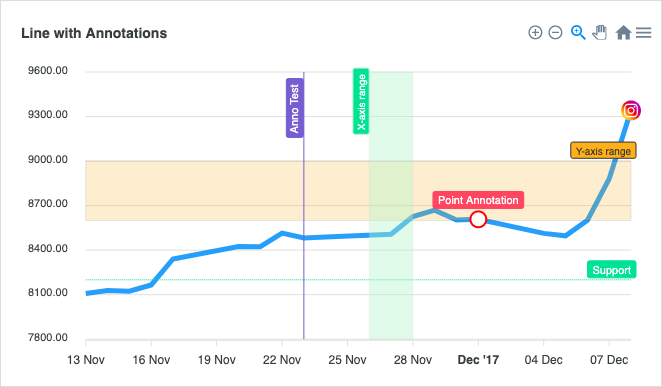 Line with Annotations
9600.00
9300.00
9000.00
8700.00
8400.00
8100.00
7800.00
Anno Test
X-axis range
Y-axis range
Point Annotation
Support
13 Nov
16 Nov
19 Nov
22 Nov
25 Nov
28 Nov
Dec '17
04 Dec
07 Dec